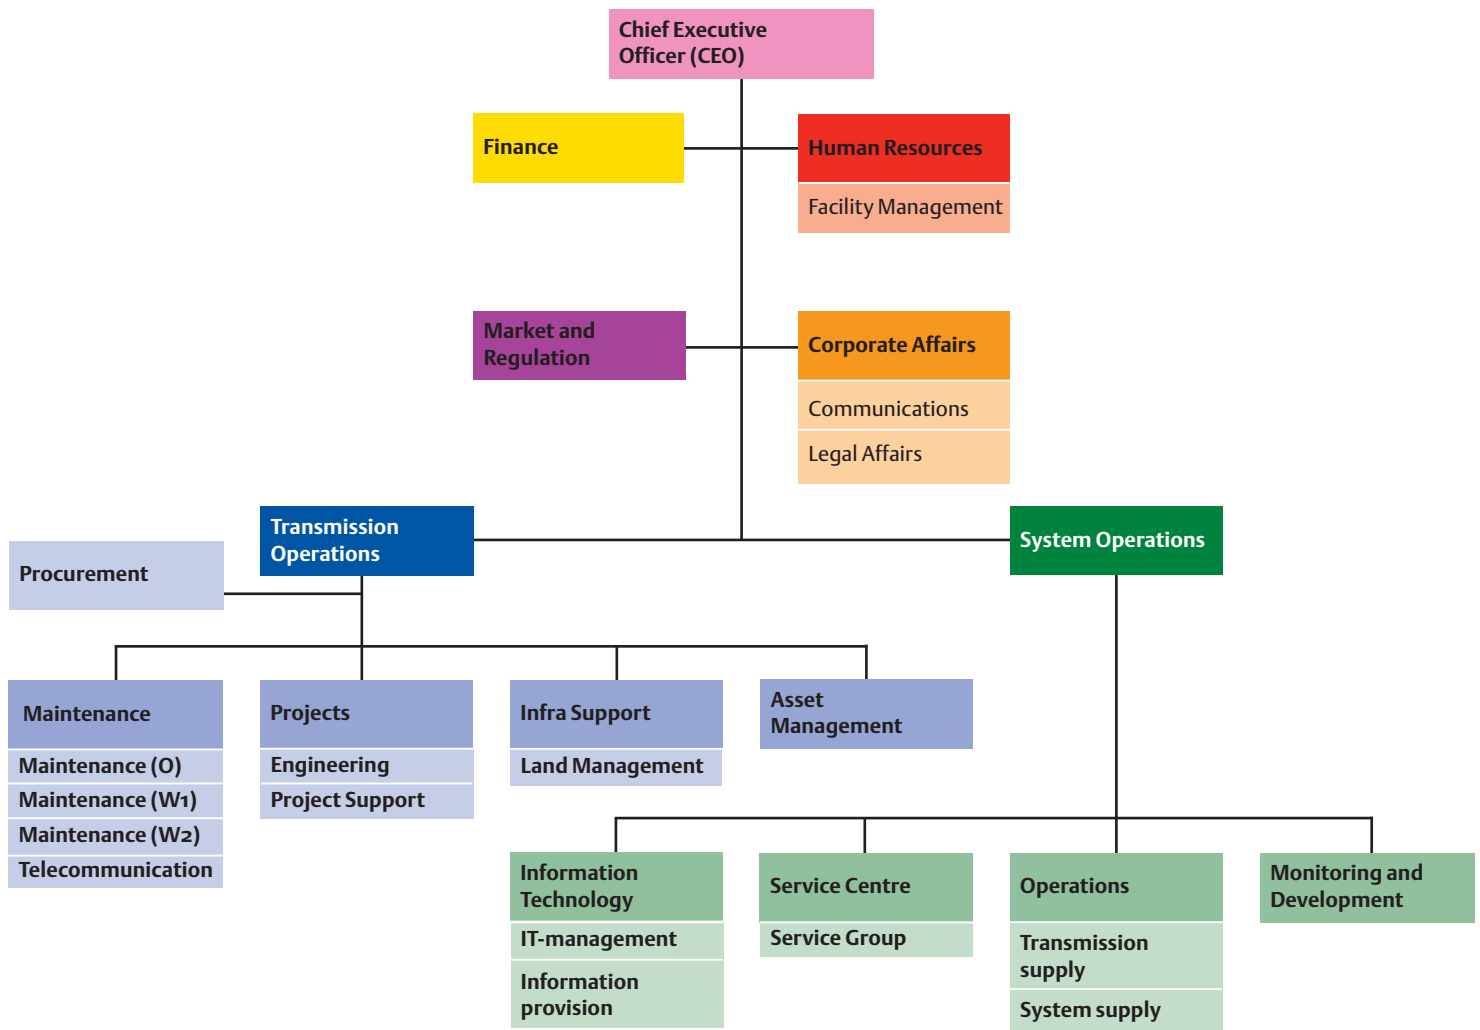 Chief Executive
Officer (CEO)
Finance
Human Resources
Facility Management
Market and
Regulation
Corporate Affairs
Communications
Legal Affairs
Transmission
Operations
System Operations
Procurement
Maintenance
Maintenance (O)
Maintenance (W1)
Maintenance (W2)
Telecommunication
Projects
Engineering
Project Support
Infra Support
Land Management
Asset
Management
Information
Technology
IT-management
Information
provision
Service Centre
Service Group
Operations
Transmission
supply
System supply
Monitoring and
Development